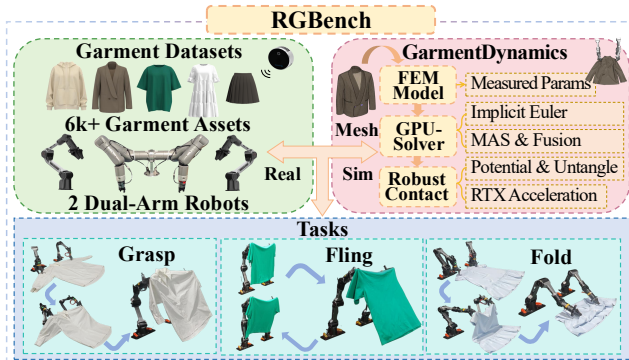 RGBench
Garment Datasets
6k+ Garment Assets
2 Dual-Arm Robots
Real
Sim
Mesh
GarmentDynamics
FEM
Model
GPU-
Solver
Robust
Contact
Measured Params
Implicit Euler
MAS & Fusion
Potential & Untangle
RTX Acceleration
Tasks
Grasp
Fling
Fold